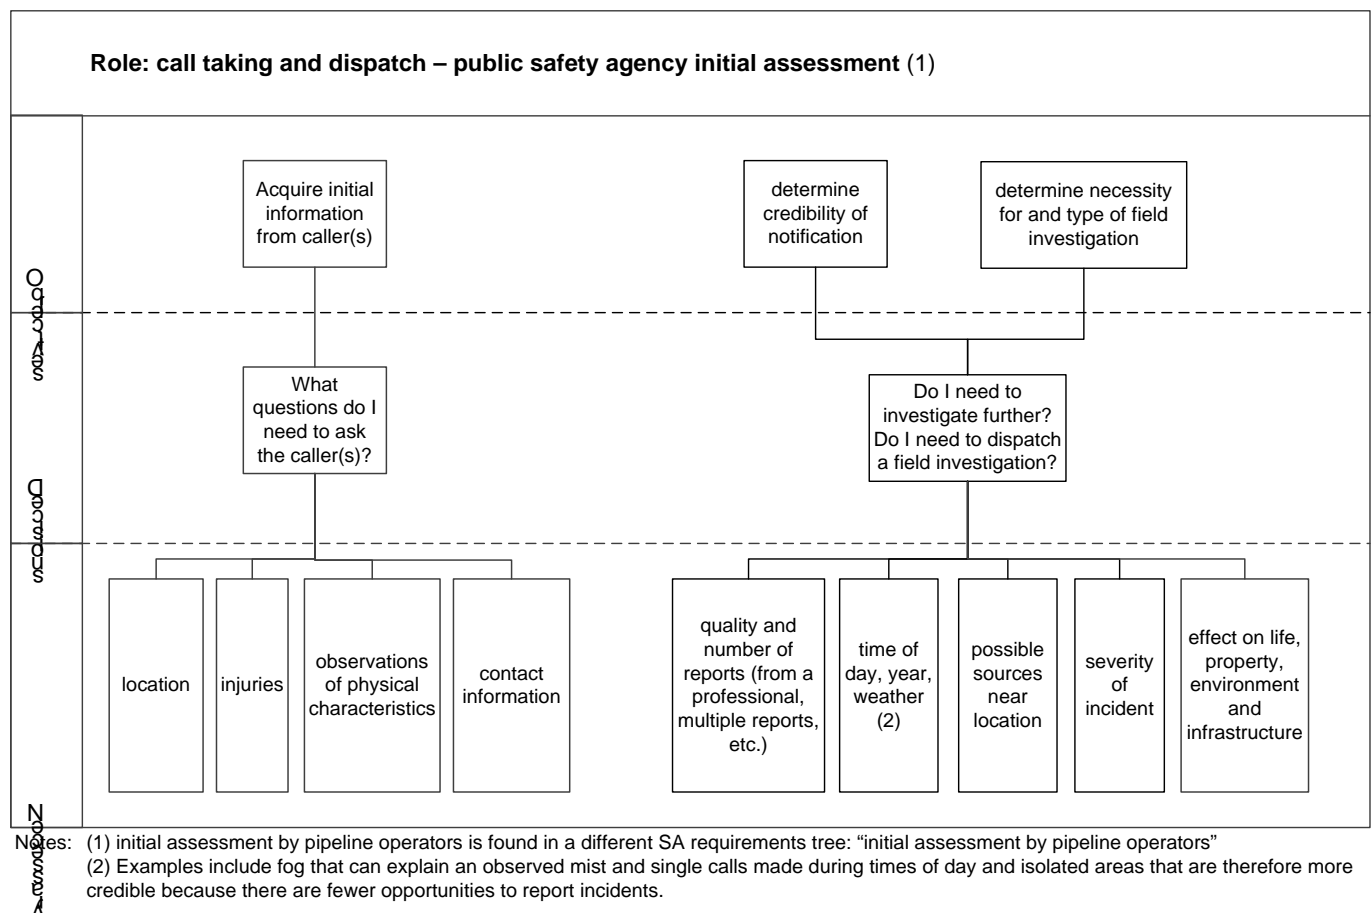 Role: call taking and dispatch – public safety agency initial assessment (1)
Acquire initial
information
from caller(s)
determine
credibility of
notification
determine necessity
for and type of field
investigation
What
questions do I
need to ask
the caller(s)?
Do I need to
investigate further?
Do I need to dispatch
a field investigation?
location
injuries
observations
of physical
characteristics
contact
information
quality and
number of
reports (from a
professional,
multiple reports,
etc.)
time of
day, year,
weather
(2)
possible
sources
near
location
severity
of
incident
effect on life,
property,
environment
and
infrastructure
Notes: (1) initial assessment by pipeline operators is found in a different SA requirements tree: “initial assessment by pipeline operators”
(2) Examples include fog that can explain an observed mist and single calls made during times of day and isolated areas that are therefore more
credible because there are fewer opportunities to report incidents.